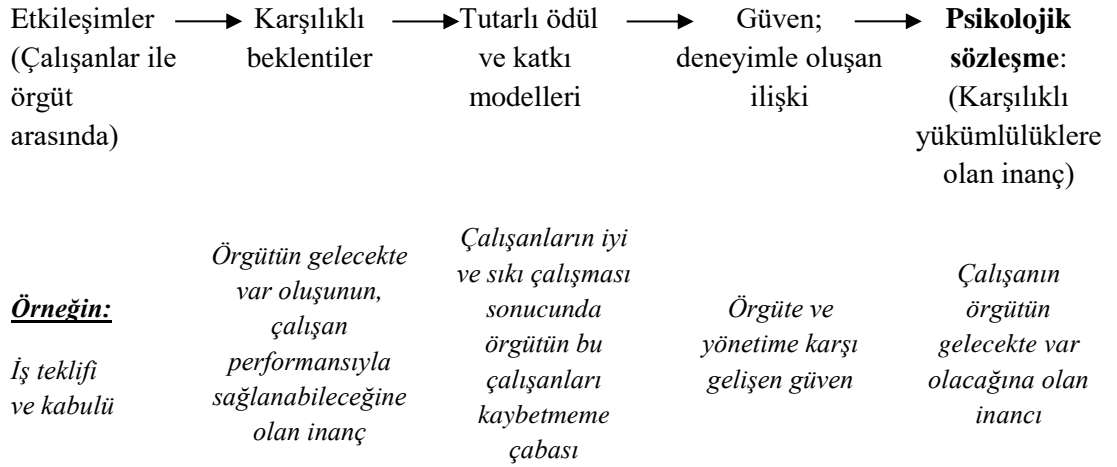 Etkileşimler
(Çalışanlar ile
örgüt
arasında)
Karşılıklı
beklentiler
Tutarlı ödül
ve katkı
modelleri
Güven;
deneyimle oluşan
ilişki
Psikolojik
sözleşme:
(Karşılıklı
yükümlülüklere
olan inanç)
Örneğin:
İş teklifi
ve kabulü
Örgütün gelecekte
var oluşunun,
çalışan
performansıyla
sağlanabileceğine
olan inanç
Çalışanların iyi
ve sıkı çalışması
sonucunda
örgütün bu
çalışanları
kaybetmeme
çabası
Örgüte ve
yönetime karşı
gelişen güven
Çalışanın
örgütün
gelecekte var
olacağına olan
inancı